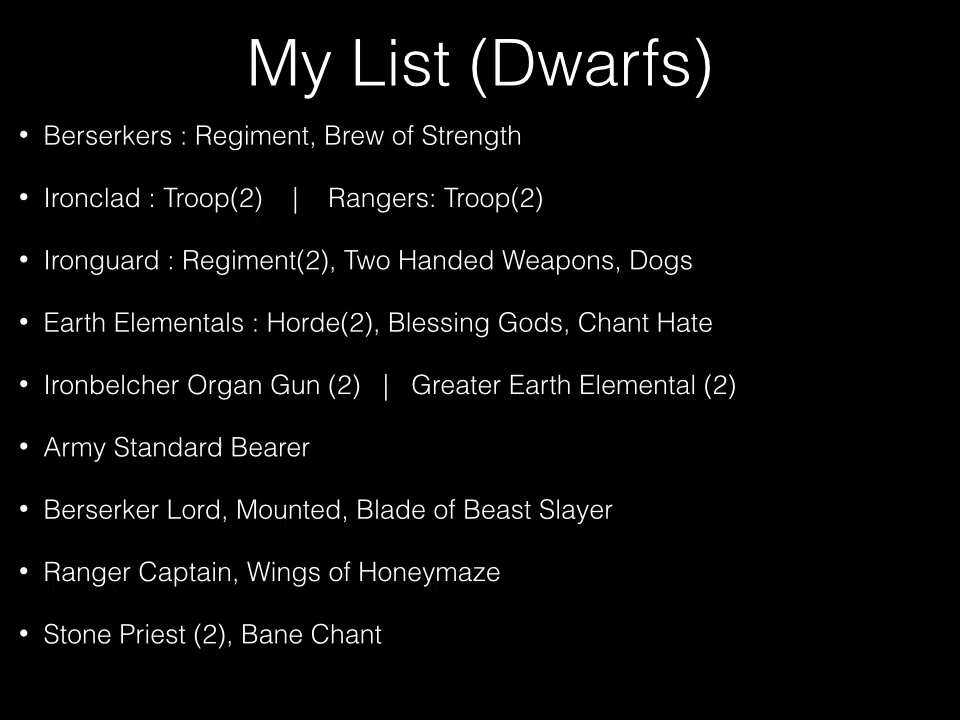 My List (Dwarfs)
• Berserkers : Regiment, Brew of Strength
• Ironclad : Troop(2) | Rangers: Troop(2)
• Ironguard : Regiment(2), Two Handed Weapons, Dogs
• Earth Elementals : Horde(2), Blessing Gods, Chant Hate
• Ironbelcher Organ Gun (2) | Greater Earth Elemental (2)
• Army Standard Bearer
• Berserker Lord, Mounted, Blade of Beast Slayer
• Ranger Captain, Wings of Honeymaze
• Stone Priest (2), Bane Chant